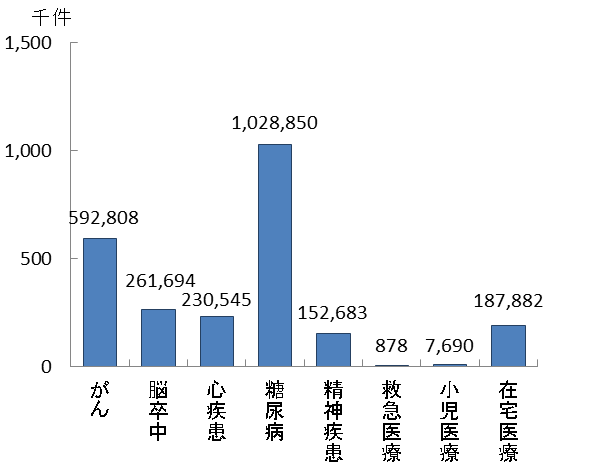 千件
1,500
1,000
500
0
592,808
261,694
230,545
1,028,850
152,683
878
7,690
187,882
がん
脳卒中
心疾患
糖尿病
精神疾患
救急医療
小児医療
在宅医療